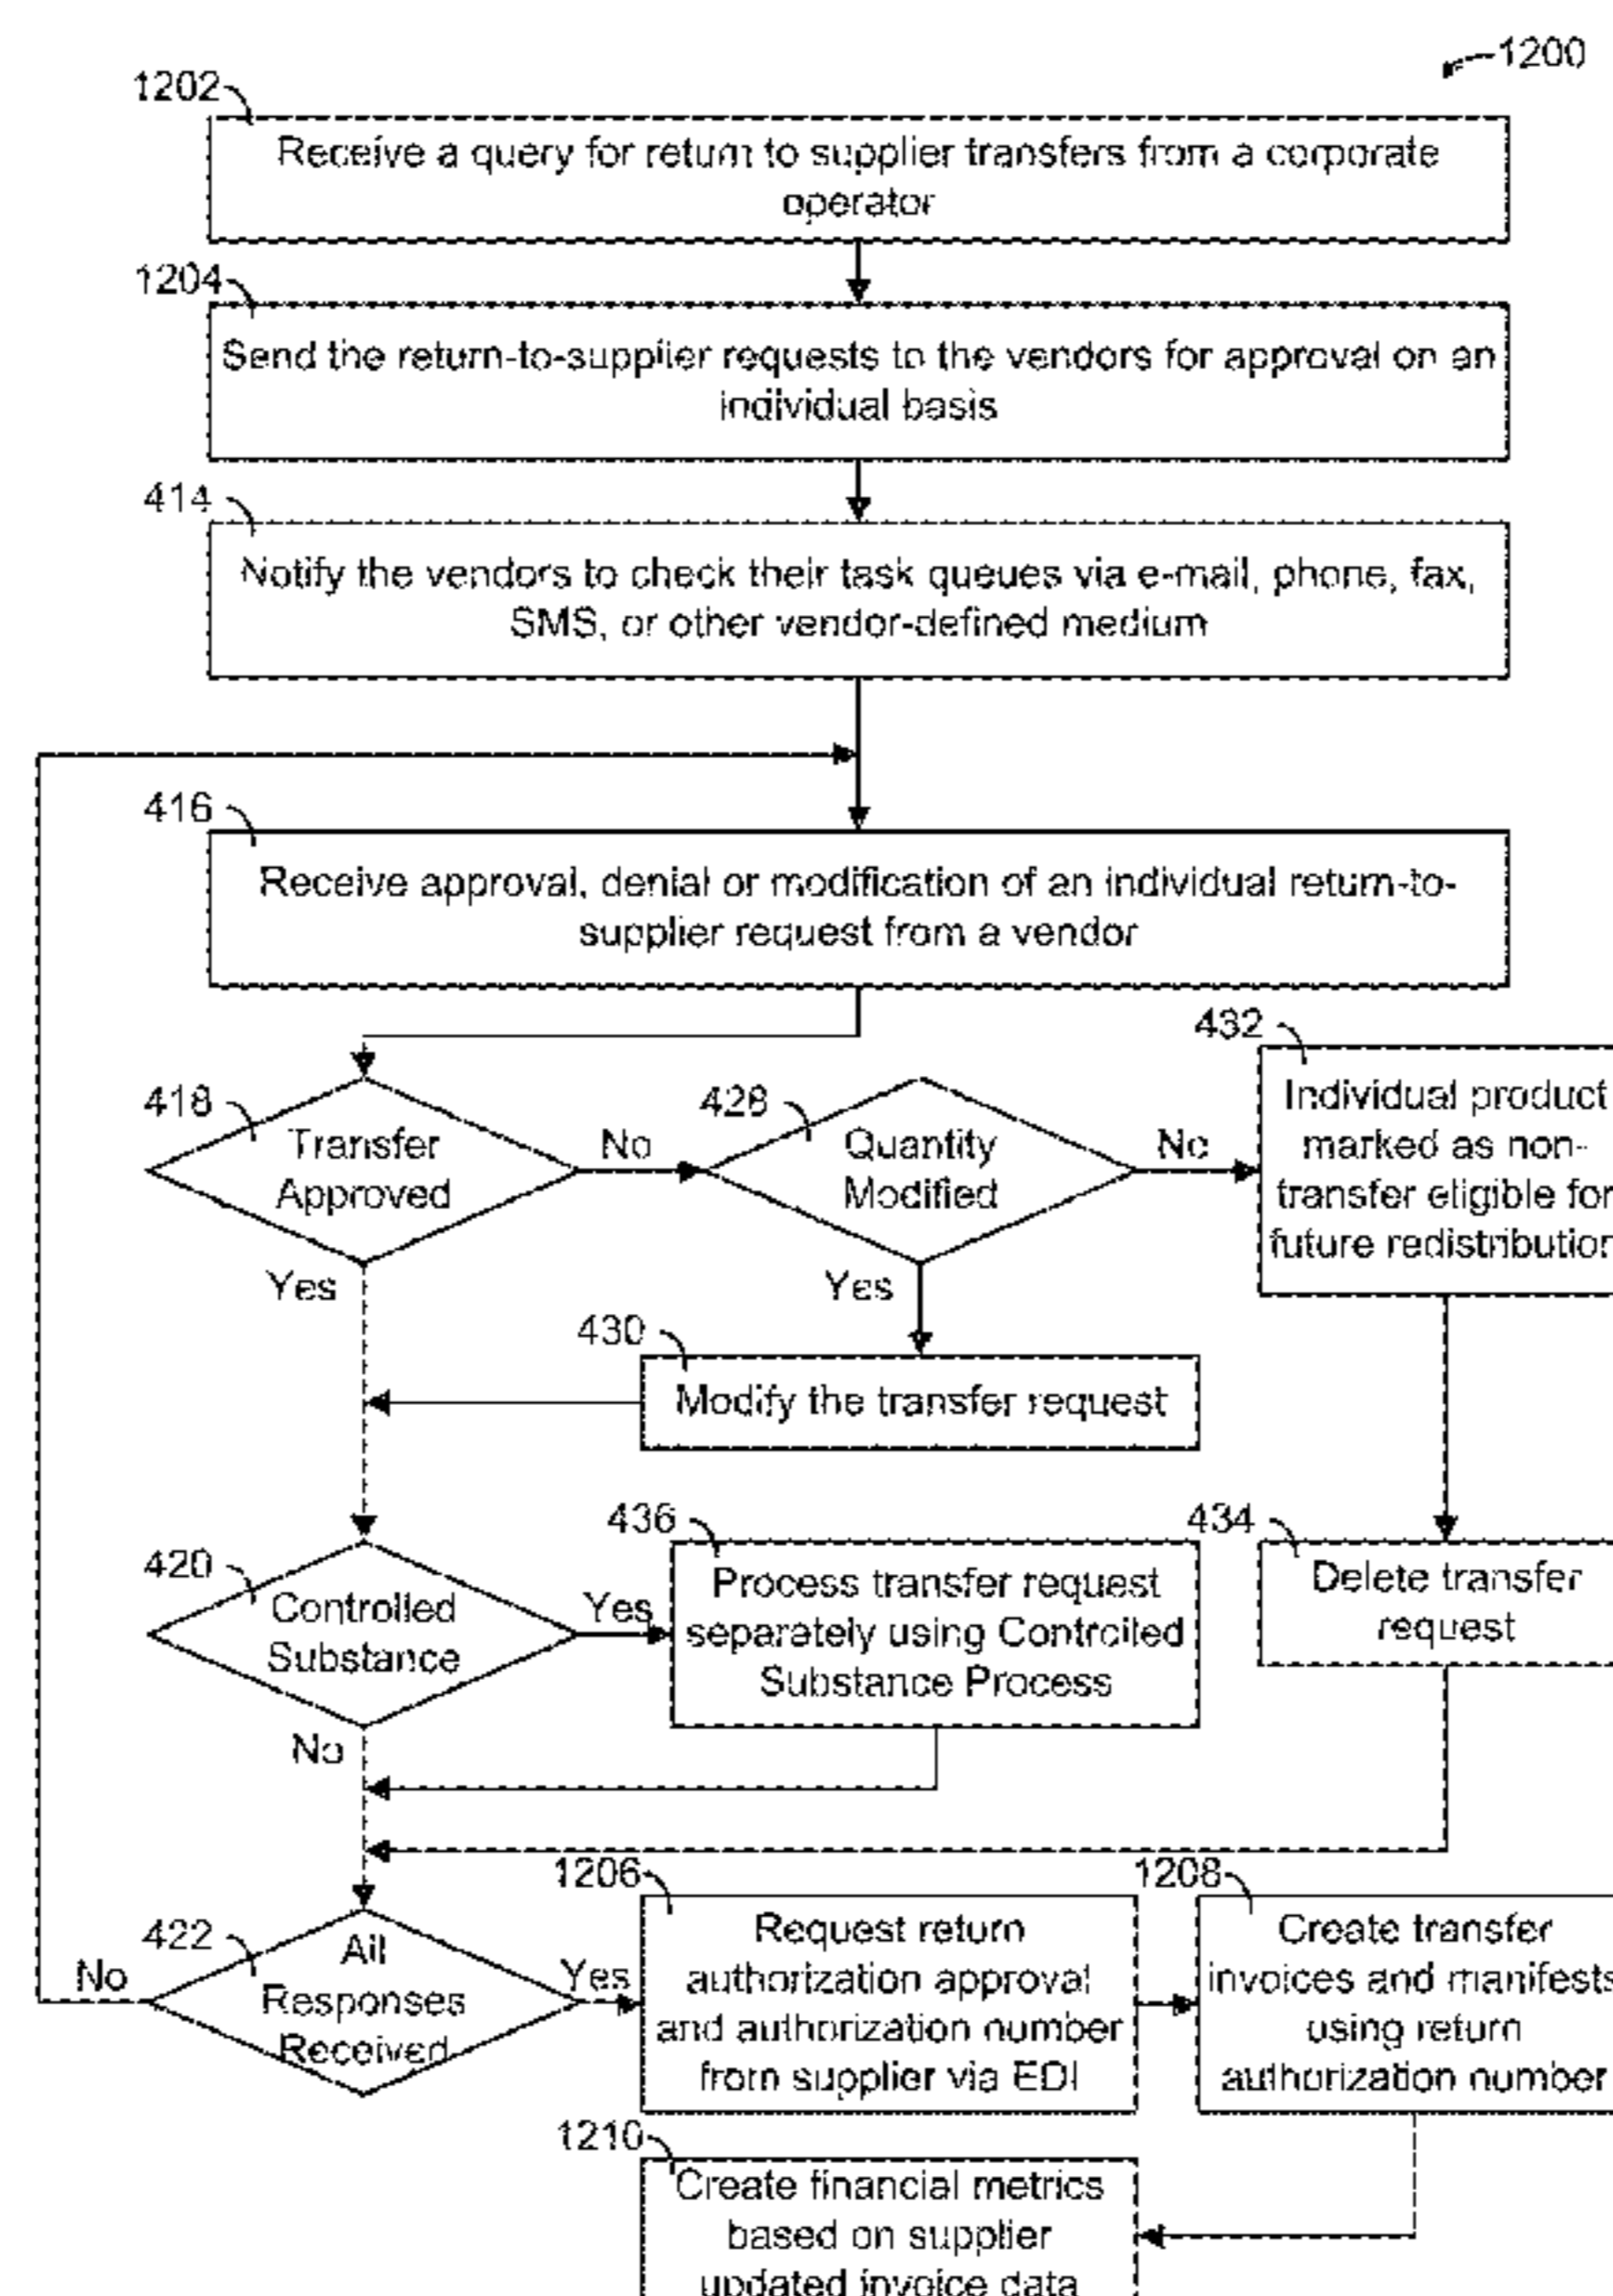 1200
1202
Receive a query for return to supplier transfers from a corporate
operator
1204
Send the return-to-supplier requests to the vendors for approval on an
individual basis
414
Notify the vendors to check their task queues via e-mail, phone, fax,
SMS, or other vendor-defined medium
416
Receive approval, denial or modification of an individual return-to-
supplier request from a vendor
418
Transfer
Approved
No
Yes
428
Quantity
Modified
No
Yes
432
Individual product
marked as non-
transfer eligible for
future redistribution
430
Modify the transfer request
420
Controlled
Substance
Yes
No
436
Process transfer request
separately using Controlled
Substance Process
434
Delete transfer
request
422
All
Responses
Received
No
Yes
1206
Request return
authorization approval
and authorization number
from supplier via EDI
1208
Create transfer
invoices and manifests
using return
authorization number
1210
Create financial metrics
based on supplier
updated invoice data